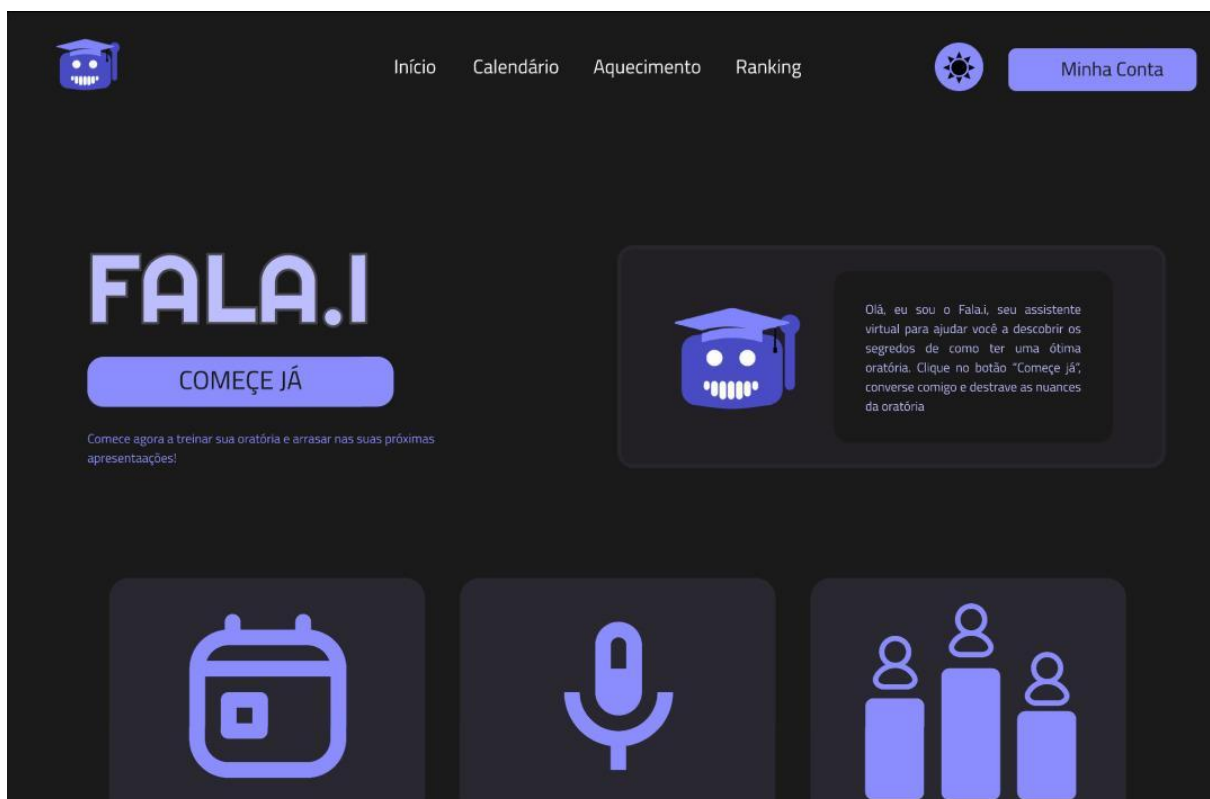 Início Calendário Aquecimento Ranking Minha Conta
FALA.I
COMEÇE JÁ
Comece agora a treinar sua oratória e arrasar nas suas próximas
apresentaações!
Olá, eu sou o Fala.i, seu assistente
virtual para ajudar você a descobrir os
segredos de como ter uma ótima
oratória. Clique no botão “Começe já”,
converse comigo e destrave as nuances
da oratória